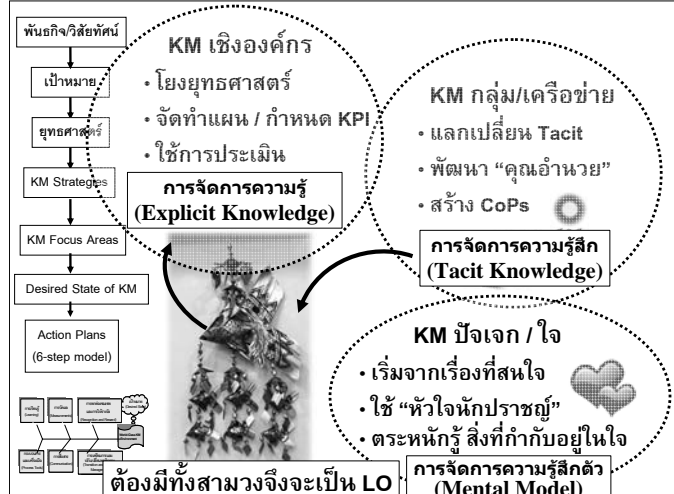 พันธกิจ/วิสัยทัศน์
เป้าหมาย
ยุทธศาสตร์
KM Strategies
KM Focus Areas
Desired State of KM
Action Plans
(6-step model)
KM เชิงองค์กร
• โยงยุทธศาสตร์
• จัดทำแผน / กำหนด KPI
• ใช้การประเมิน
การจัดการความรู้
(Explicit Knowledge)
KM กลุ่ม/เครือข่าย
• แลกเปลี่ยน Tacit
• พัฒนา “คุณอำนวย”
• สร้าง CoPs
การจัดการความรู้สึก
(Tacit Knowledge)
KM ปัจเจก / ใจ
• เริ่มจากเรื่องที่สนใจ
• ใช้ “หัวใจนักปราชญ์”
• ตระหนักรู้ สิ่งที่กำกับอยู่ในใจ
การจัดการความรู้สึกตัว
(Mental Model)
ต้องมีทั้งสามวงจึงจะเป็น LO